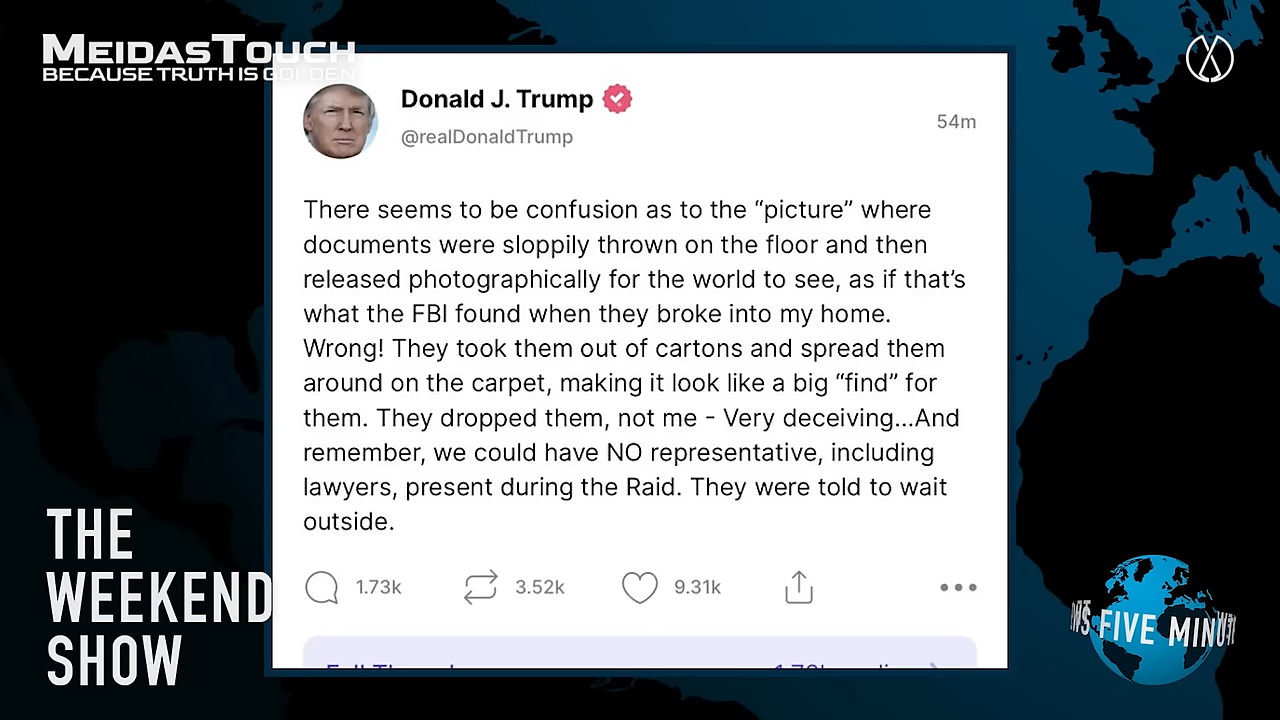 MEIDASTOUCH
BECAUSE TRUTH IS GOLDEN
Donald J. Trump
@realDonaldTrump
54m
There seems to be confusion as to the “picture” where
documents were sloppily thrown on the floor and then
released photographically for the world to see, as if that’s
what the FBI found when they broke into my home.
Wrong! They took them out of cartons and spread them
around on the carpet, making it look like a big “find” for
them. They dropped them, not me - Very deceiving...And
remember, we could have NO representative, including
lawyers, present during the Raid. They were told to wait
outside.
1.73k 3.52k 9.31k
THE
WEEKEND
SHOW
FIVE